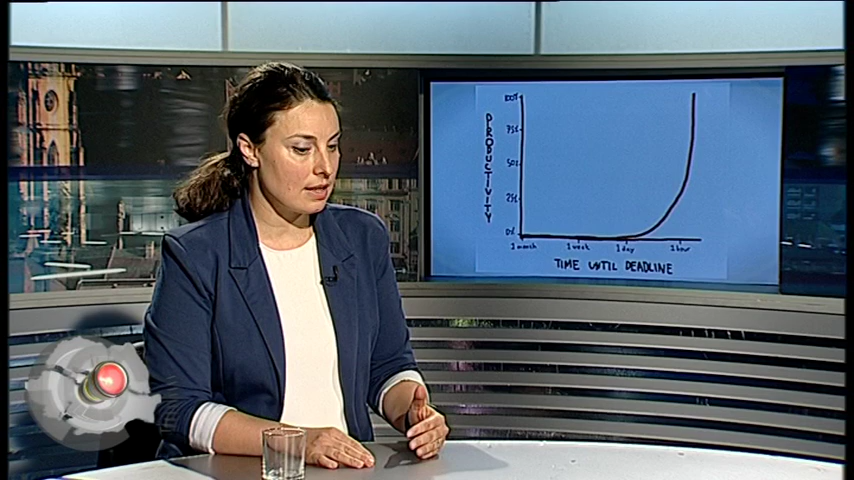 100%
75%
50%
25%
0%
PRODUCTIVITY
1 month 1 week 1 day 1 hour
TIME UNTIL DEADLINE